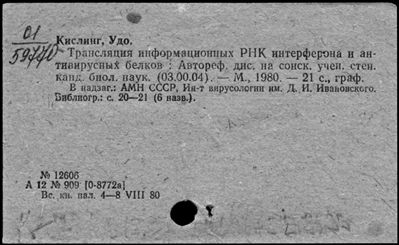 01
59770
Кислинг, Удо.
Трансляция информационных РНК интерферона и ан-
тивирусных белков : Автореф. дис. на соиск. учен. степ.
канд. биол. наук. (03.00.04). — М., 1980. — 21 с., граф.
В надзаг.: АМН СССР, Ин-т вирусологии им. Д. И. Ивановского.
Библиогр.: с. 20—21 (6 назв.).
№ 12606
А 12 № 909 [0-8772а]
Вс. кн. пал. 4—8 VIII 80